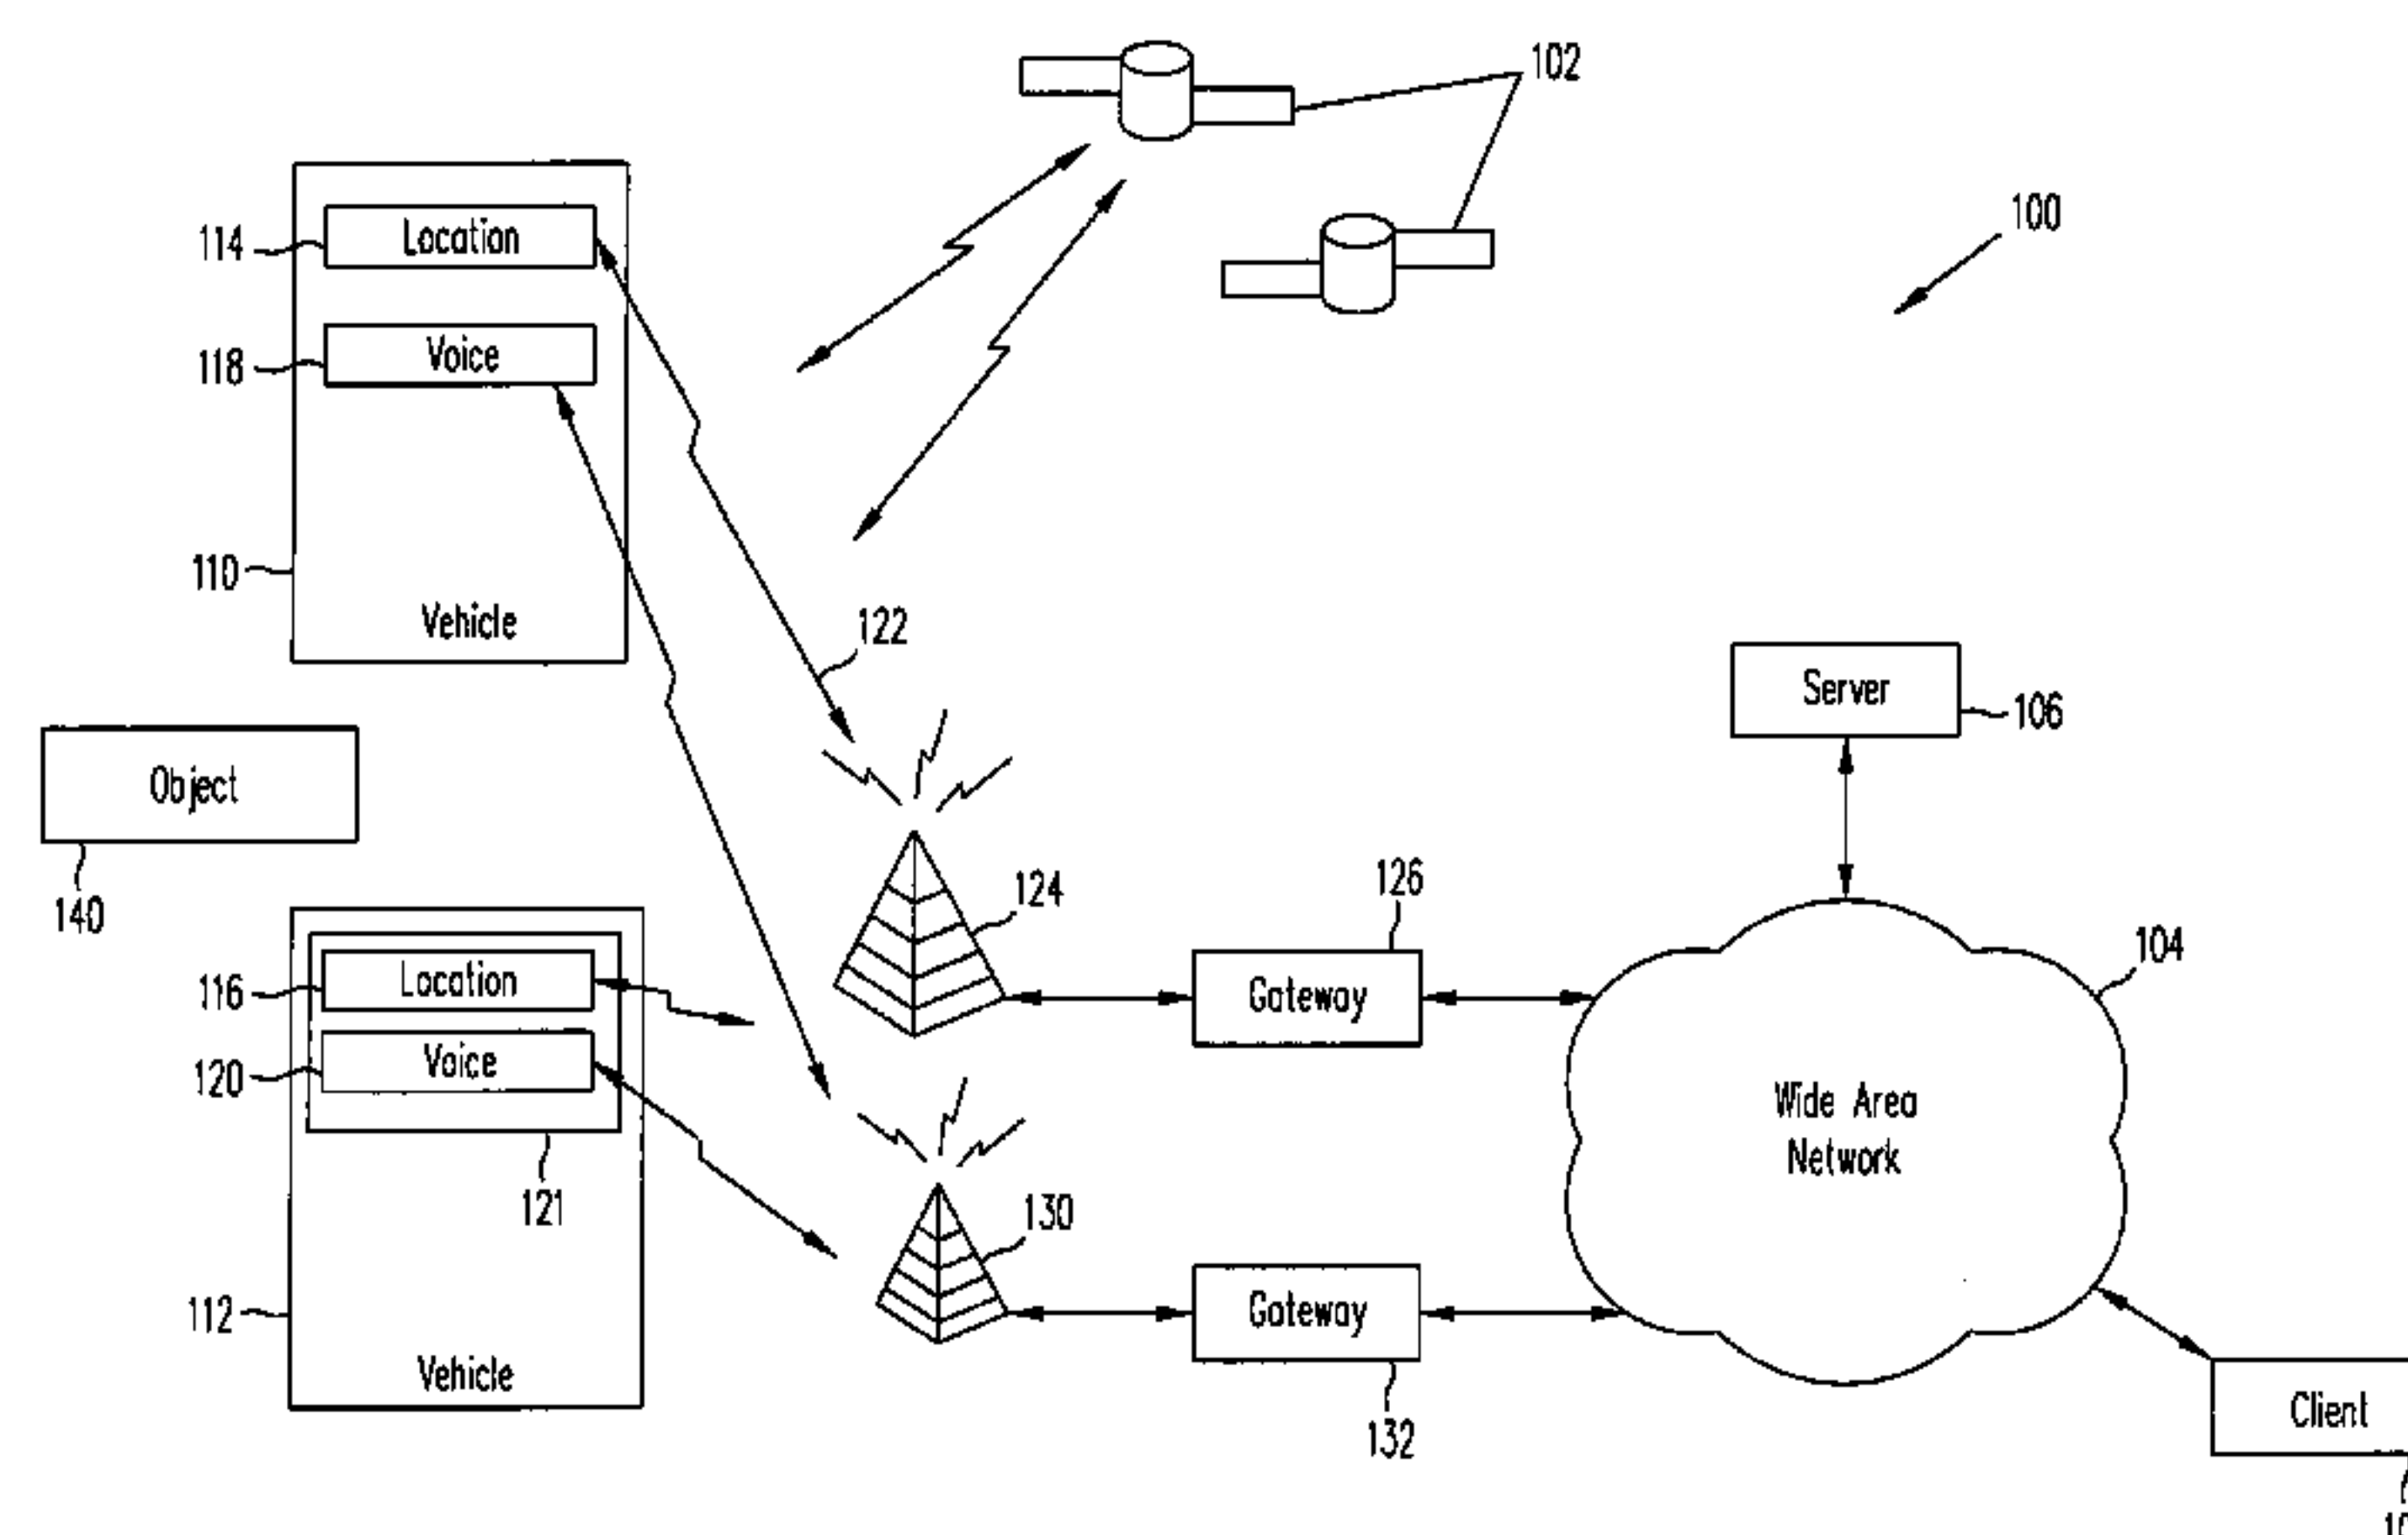 102
100
114
Location
118
Voice
110
Vehicle
122
Server
106
Object
140
124
126
104
116
Location
Gateway
120
Voice
Wide Area
Network
121
130
112
Gateway
Vehicle
132
Client